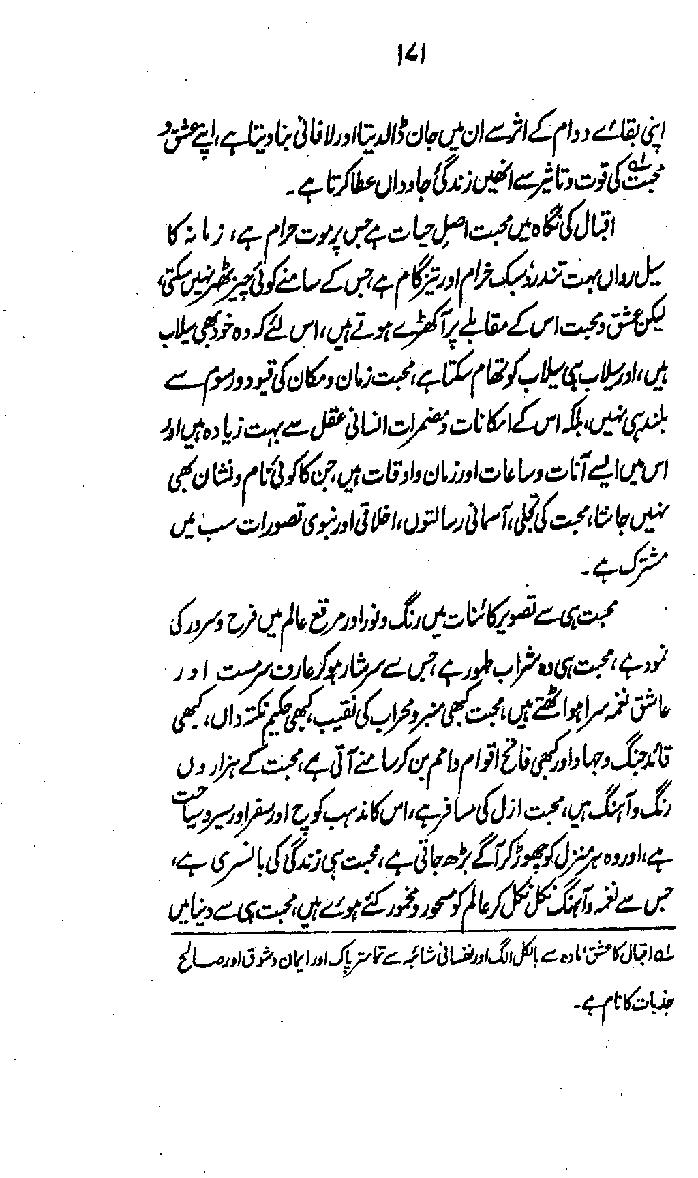 ۱۷۱
اپنی بقائے دوام کے اثر سے ان میں جان ڈالدیتا اور لافانی بنا دیتا ہے، اپنے عشق و
محبت لہ کی قوت و تاثیر سے انھیں زندگیٔ جاوداں عطا کرتا ہے۔
اقبال کی نگاہ میں محبت اصلِ حیات ہے جس پر موت حرام ہے، زمانہ کا
سیل رواں بہت تند رو سبک خرام اور تیز گام ہے، جس کے سامنے کوئی چیز ٹھہر نہیں سکتی،
لیکن عشق و محبت اس کے مقابلے پر آ کھڑے ہوتے ہیں، اس لئے کہ وہ خود بھی سیلاب
ہیں، اور سیلاب ہی سیلاب کو تھام سکتا ہے، محبت زمان و مکان کی قیود و رسوم سے
بلند ہی نہیں، بلکہ اس کے امکانات و مضمرات انسانی عقل سے بہت زیادہ ہیں اور
اس میں ایسے آنات و ساعات اور زمان و اوقات ہیں، جن کا کوئی نام و نشان بھی
نہیں جانتا، محبت کی تجلی، آسمانی رسالتوں، اخلاقی اور نبوی تصورات سب میں
مشترک ہے۔
محبت ہی سے تصویر کائنات میں رنگ و نور اور مرقع عالم میں فرح و سرور کی
نمود ہے، محبت ہی وہ شراب طہور ہے، جس سے سرشار ہو کر عارف سرمست اور
عاشق نغمہ سرا ہو اٹھتے ہیں، محبت کبھی منبر و محراب کی نقیب، کبھی حکیم نکتہ داں، کبھی
قائد جنگ و جہاد اور کبھی فاتح اقوام و امم بن کر سامنے آتی ہے، محبت کے ہزاروں
رنگ و آہنگ ہیں، محبت ازل کی مسافر ہے، اس کا مذہب کوچ اور سفر اور سیر و سیاحت
ہے، اور وہ ہر منزل کو چھوڑ کر آگے بڑھ جاتی ہے، محبت ہی زندگی کی بانسری ہے،
جس سے نغمہ و آہنگ نکل نکل کر عالم کو مسحور و مخمور کئے ہوئے ہیں، محبت ہی سے دنیا میں
لہ اقبال کا عشق مادہ سے بالکل الگ اور نفسانی شائبہ سے تمامتر پاک اور ایمان و شوق اور صالح
جذبات کا نام ہے۔